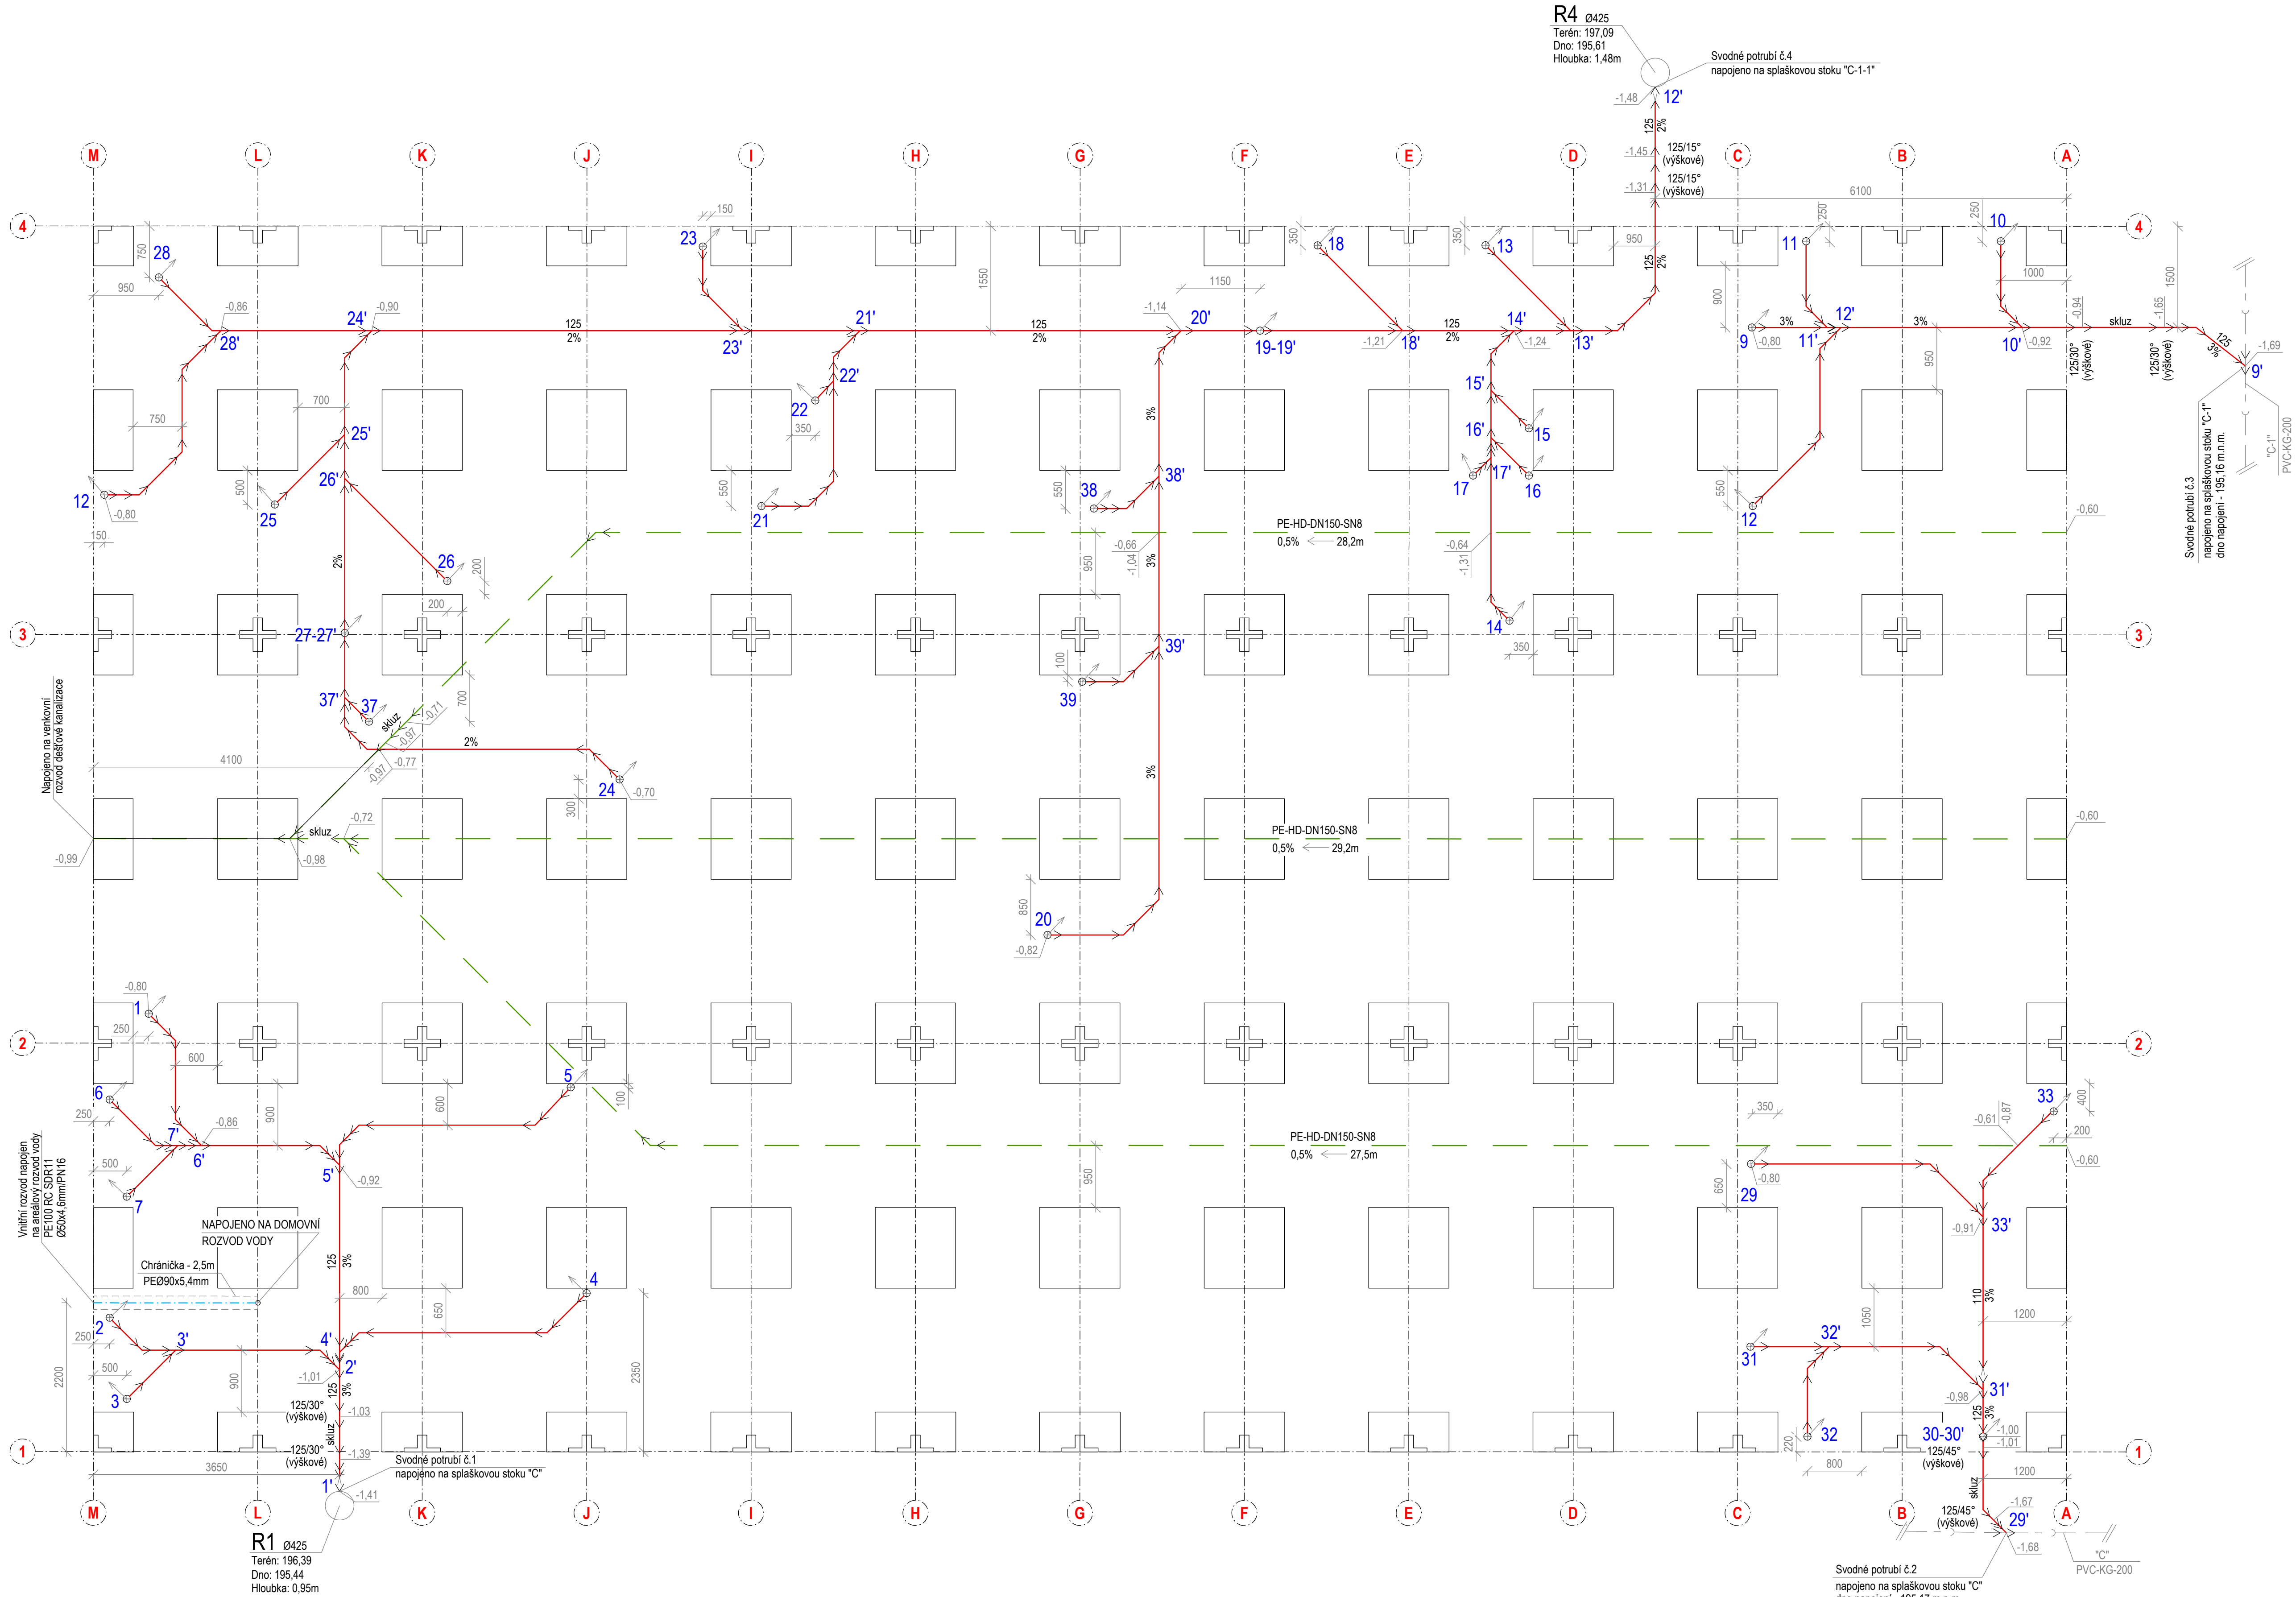 R4 Ø425
Terén: 197,09
Dno: 195,61
Hloubka: 1,48m
Svodné potrubí č.4
napojeno na splaškovou stoku "C-1-1"
-1,48
12'
125
2%
M
L
K
J
I
H
G
F
E
D
C
B
A
-1,45
125/15°
(výškové)
-1,31
125/15°
(výškové)
6100
4
150
350
350
950
125
2%
250
250
4
750
28
23
18
13
11
10
950
1550
1150
900
1000
1500
-0,86
24'
-0,90
125
2%
21'
125
2%
-1,14
20'
125
2%
14'
3%
12'
3%
-0,94
-1,65
skluz
125
3%
28'
23'
19-19'
-1,21
18'
-1,24
13'
9
-0,80
11'
10'
-0,92
-1,69
9'
125/30°
(výškové)
125/30°
(výškové)
950
700
750
22'
22
350
3%
15'
15
16'
25'
26'
500
25
12
-0,80
150
550
21
550
38
38'
17
17'
16
550
12
Svodné potrubí č.3
napojeno na splaškovou stoku "C-1"
dno napojení - 195,16 m.n.m.
"C-1"
PVC-KG-200
2%
26
200
200
-0,66
-1,04
3%
950
PE-HD-DN150-SN8
0,5%
28,2m
-0,64
-1,31
-0,60
3
27-27'
14
350
3
100
39
39'
Napojeno na venkovní
rozvod dešťové kanalizace
37'
37
skluz
-0,71
-0,97
-0,97
-0,77
700
2%
4100
24
-0,70
300
3%
skluz
-0,72
-0,98
-0,99
PE-HD-DN150-SN8
0,5%
29,2m
-0,60
850
20
-0,82
-0,80
1
250
2
600
2
6
250
900
600
5
100
7'
6'
-0,86
500
7
5'
-0,92
PE-HD-DN150-SN8
0,5%
27,5m
950
350
650
29
-0,80
33
400
200
-0,61
-0,87
-0,60
33'
-0,91
Vnitřní rozvod napojen
na areálový rozvod vody
PE100 RC SDR11
Ø50x4,6mm/PN16
NAPOJENO NA DOMOVNÍ
ROZVOD VODY
Chránička - 2,5m
PEØ90x5,4mm
125
3%
800
650
4
2
250
3'
4'
2'
500
3
900
2200
2350
-1,01
125
3%
125/30°
(výškové)
-1,03
skluz
125/30°
(výškové)
-1,39
110
3%
1200
1050
31
32'
31'
-0,98
125
3%
32
220
800
30-30'
-1,00
-1,01
125/45°
(výškové)
1200
skluz
1
1
3650
Svodné potrubí č.1
napojeno na splaškovou stoku "C"
1'
-1,41
M
L
K
J
I
H
G
F
E
D
C
B
A
125/45°
(výškové)
-1,67
29'
-1,68
"C"
PVC-KG-200
R1 Ø425
Terén: 196,39
Dno: 195,44
Hloubka: 0,95m
Svodné potrubí č.2
napojeno na splaškovou stoku "C"